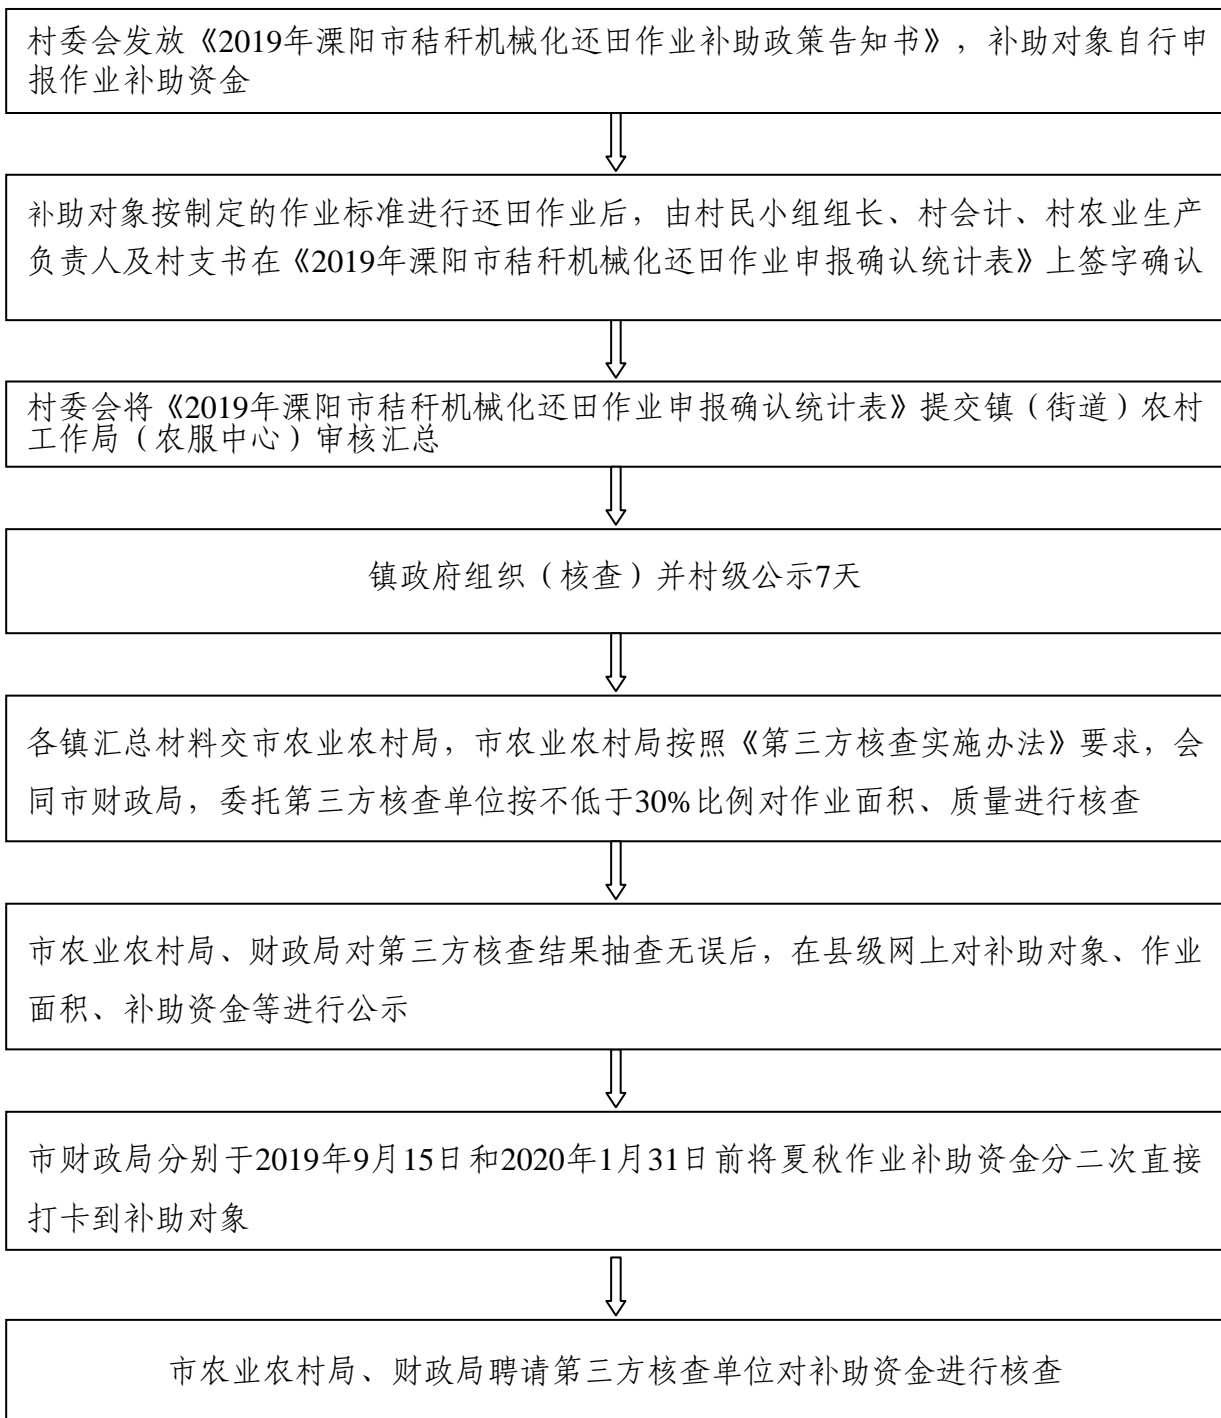 村委会发放《2019年溧阳市秸秆机械化还田作业补助政策告知书》，补助对象自行申
报作业补助资金
补助对象按制定的作业标准进行还田作业后，由村民小组组长、村会计、村农业生产
负责人及村支书在《2019年溧阳市秸秆机械化还田作业申报确认统计表》上签字确认
村委会将《2019年溧阳市秸秆机械化还田作业申报确认统计表》提交镇（街道）农村
工作局（农服中心）审核汇总
镇政府组织（核查）并村级公示7天
各镇汇总材料交市农业农村局，市农业农村局按照《第三方核查实施办法》要求，会
同市财政局，委托第三方核查单位按不低于30%比例对作业面积、质量进行核查
市农业农村局、财政局对第三方核查结果抽查无误后，在县级网上对补助对象、作业
面积、补助资金等进行公示
市财政局分别于2019年9月15日和2020年1月31日前将夏秋作业补助资金分二次直接
打卡到补助对象
市农业农村局、财政局聘请第三方核查单位对补助资金进行核查